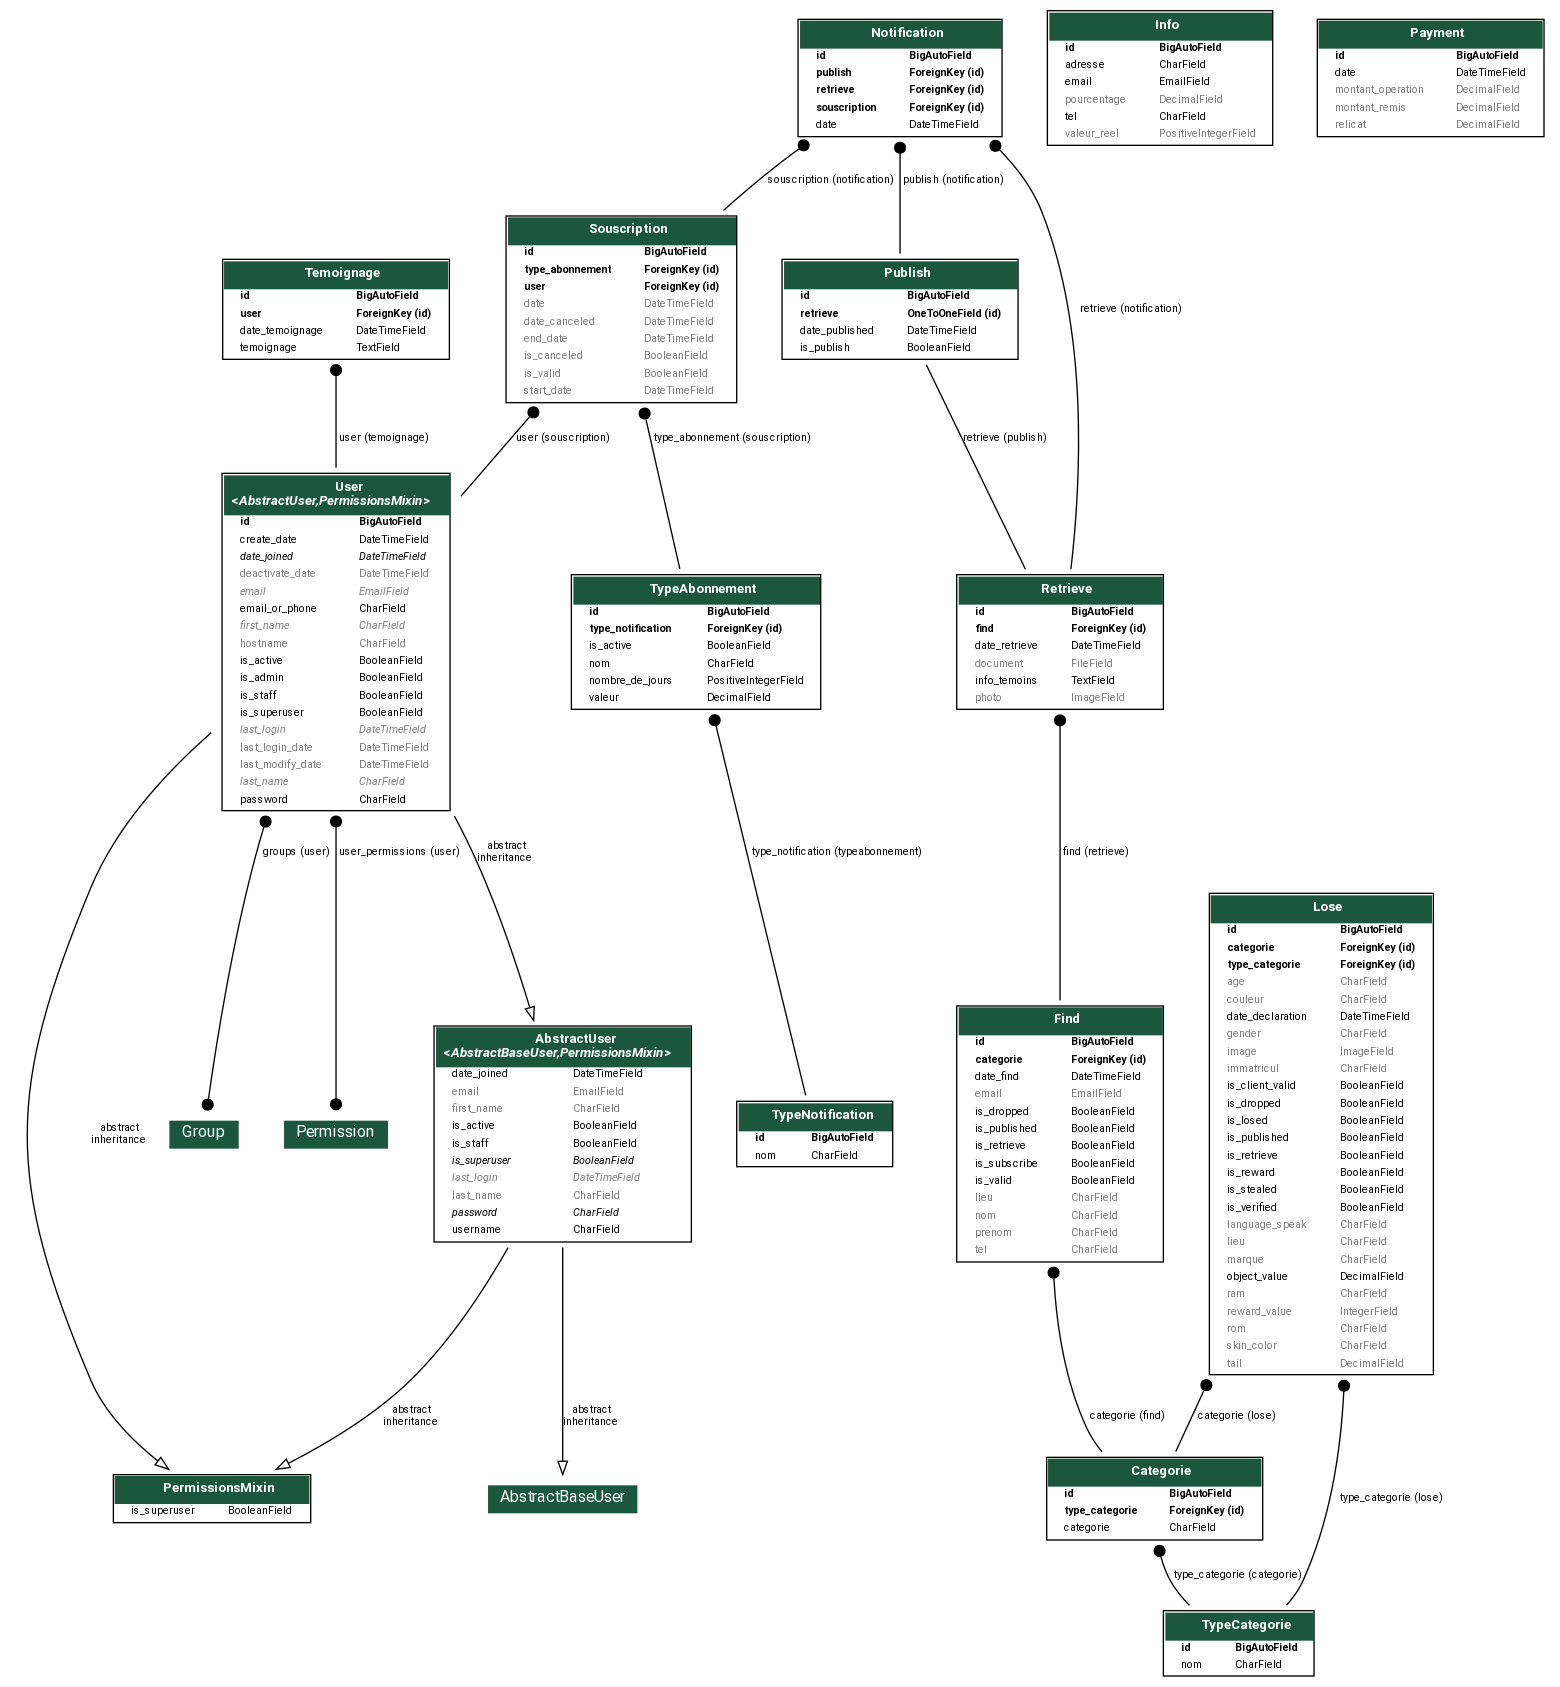 Notification
id BigAutoField
publish ForeignKey (id)
retrieve ForeignKey (id)
souscription ForeignKey (id)
date DateTimeField
Info
id BigAutoField
adresse CharField
email EmailField
pourcentage DecimalField
tel CharField
valeur_reel PositiveIntegerField
Payment
id BigAutoField
date DateTimeField
montant_operation DecimalField
montant_remis DecimalField
relicat DecimalField
souscription (notification)
publish (notification)
retrieve (notification)
Souscription
id BigAutoField
type_abonnement ForeignKey (id)
user ForeignKey (id)
date DateTimeField
date_canceled DateTimeField
end_date DateTimeField
is_canceled BooleanField
is_valid BooleanField
start_date DateTimeField
Temoignage
id BigAutoField
user ForeignKey (id)
date_temoignage DateTimeField
temoignage TextField
Publish
id BigAutoField
retrieve OneToOneField (id)
date_published DateTimeField
is_publish BooleanField
user (temoignage)
user (souscription)
type_abonnement (souscription)
retrieve (publish)
User
<AbstractUser,PermissionsMixin>
id BigAutoField
create_date DateTimeField
date_joined DateTimeField
deactivate_date DateTimeField
email EmailField
email_or_phone CharField
first_name CharField
hostname CharField
is_active BooleanField
is_admin BooleanField
is_staff BooleanField
is_superuser BooleanField
last_login DateTimeField
last_login_date DateTimeField
last_modify_date DateTimeField
last_name CharField
password CharField
TypeAbonnement
id BigAutoField
type_notification ForeignKey (id)
is_active BooleanField
nom CharField
nombre_de_jours PositiveIntegerField
valeur DecimalField
Retrieve
id BigAutoField
find ForeignKey (id)
date_retrieve DateTimeField
document FileField
info_temoins TextField
photo ImageField
groups (user)
user_permissions (user)
abstract
inheritance
type_notification (typeabonnement)
find (retrieve)
Lose
id BigAutoField
categorie ForeignKey (id)
type_categorie ForeignKey (id)
age CharField
couleur CharField
date_declaration DateTimeField
gender CharField
image ImageField
immatricul CharField
is_client_valid BooleanField
is_dropped BooleanField
is_losed BooleanField
is_published BooleanField
is_retrieve BooleanField
is_reward BooleanField
is_stealed BooleanField
is_verified BooleanField
language_speak CharField
lieu CharField
marque CharField
object_value DecimalField
ram CharField
reward_value IntegerField
rom CharField
skin_color CharField
tail DecimalField
Find
id BigAutoField
categorie ForeignKey (id)
date_find DateTimeField
email EmailField
is_dropped BooleanField
is_published BooleanField
is_retrieve BooleanField
is_subscribe BooleanField
is_valid BooleanField
lieu CharField
nom CharField
prenom CharField
tel CharField
AbstractUser
<AbstractBaseUser,PermissionsMixin>
date_joined DateTimeField
email EmailField
first_name CharField
is_active BooleanField
is_staff BooleanField
is_superuser BooleanField
last_login DateTimeField
last_name CharField
password CharField
username CharField
abstract
inheritance
Group
Permission
TypeNotification
id BigAutoField
nom CharField
abstract
inheritance
abstract
inheritance
categorie (find)
categorie (lose)
type_categorie (lose)
PermissionsMixin
is_superuser BooleanField
AbstractBaseUser
Categorie
id BigAutoField
type_categorie ForeignKey (id)
categorie CharField
type_categorie (categorie)
TypeCategorie
id BigAutoField
nom CharField